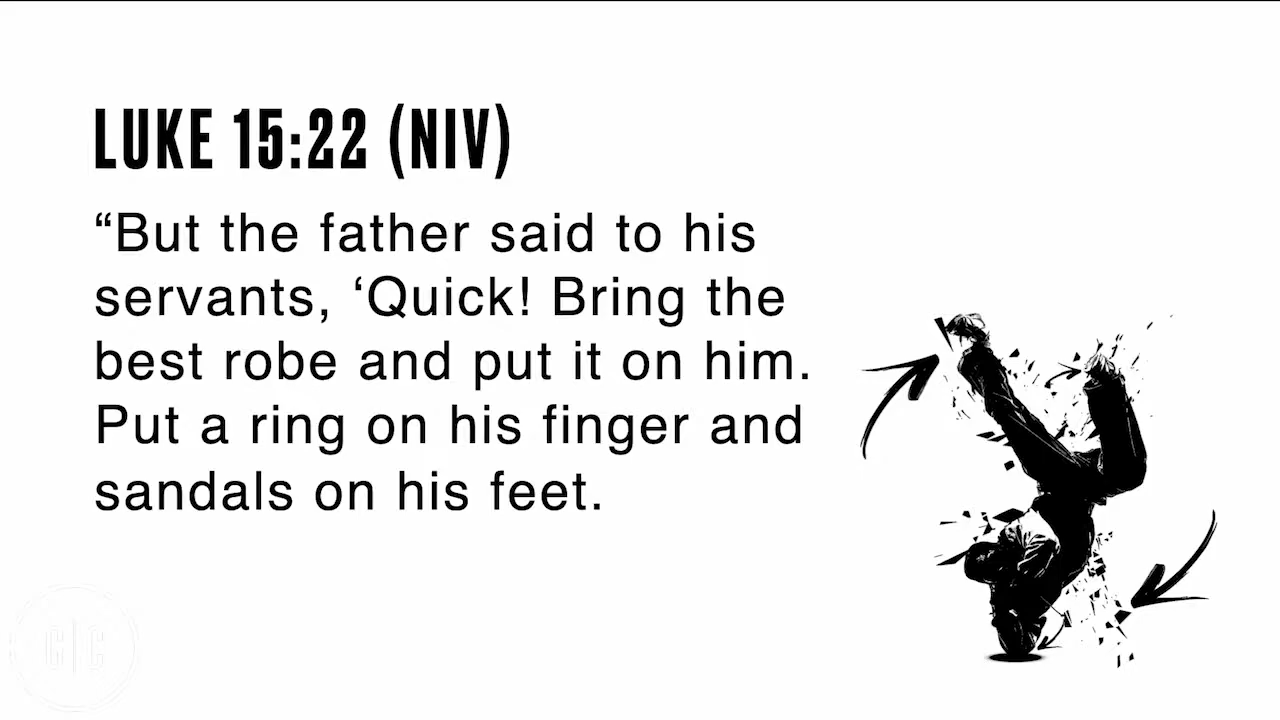 LUKE 15:22 (NIV)
“But the father said to his
servants, ‘Quick! Bring the
best robe and put it on him.
Put a ring on his finger and
sandals on his feet.
C|C